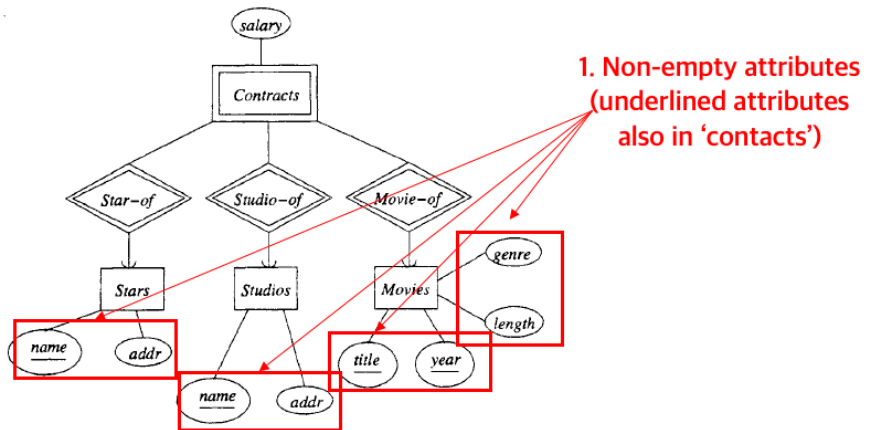 salary
1. Non-empty attributes
(underlined attributes
also in ‘contacts’)
Contracts
Star-of
Studio-of
Movie-of
genre
Stars
Studios
Movies
length
name
addr
title
year
name
addr